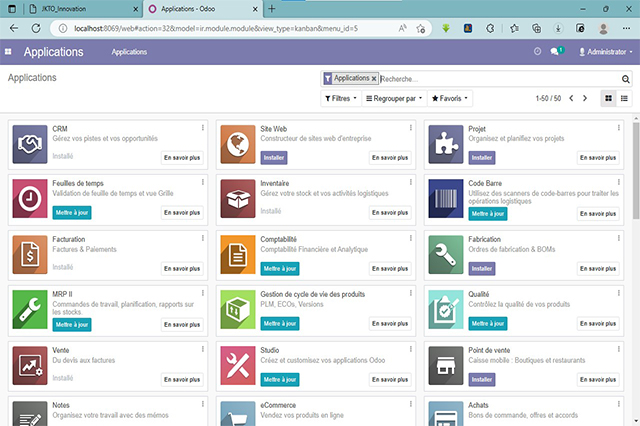 JKTO_Innovation
Applications - Odoo
localhost:8069/web#action=32&model=ir.module.module&view_type=kanban&menu_id=5
Applications
Applications
1
Administrator
Applications
Applications
Recherche...
Filtres
Regrouper par
Favoris
1-50 / 50
CRM
Gérez vos pistes et vos opportunités
Installé
En savoir plus
Site Web
Constructeur de sites web d'entreprise
Installer
En savoir plus
Projet
Organisez et planifiez vos projets
Installer
En savoir plus
Feuilles de temps
Validation de feuille de temps et vue Grille
Mettre à jour
En savoir plus
Inventaire
Gérez votre stock et vos activités logistiques
Installé
En savoir plus
Code Barre
Utilisez des scanners de code-barres pour traiter les
opérations logistiques
Mettre à jour
En savoir plus
Facturation
Factures & Paiements
Installé
En savoir plus
Comptabilité
Comptabilité Financière et Analytique
Mettre à jour
En savoir plus
Fabrication
Ordres de fabrication & BOMs
Installer
En savoir plus
MRP II
Commandes de travail, planification, rapports sur
les stocks
Mettre à jour
En savoir plus
Gestion de cycle de vie des produits
PLM, ECOs, Versions
Mettre à jour
En savoir plus
Qualité
Contrôlez la qualité de vos produits
Mettre à jour
En savoir plus
Vente
Du devis aux factures
Installé
En savoir plus
Studio
Créez et customisez vos applications Odoo
Mettre à jour
En savoir plus
Point de vente
Caisse mobile : Boutiques et restaurants
Installer
En savoir plus
Notes
Organisez votre travail avec des mémos
eCommerce
Vendez vos produits en ligne
Achats
Bons de commande, offres et accords